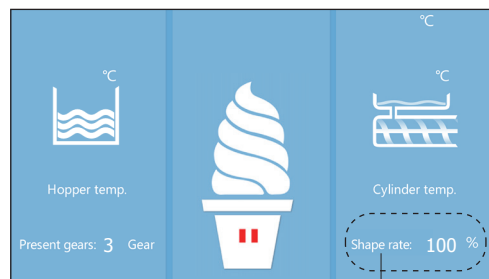 ℃
℃
℃
Hopper temp.
Cylinder temp.
Present gears: 3 Gear
Shape rate: 100 %